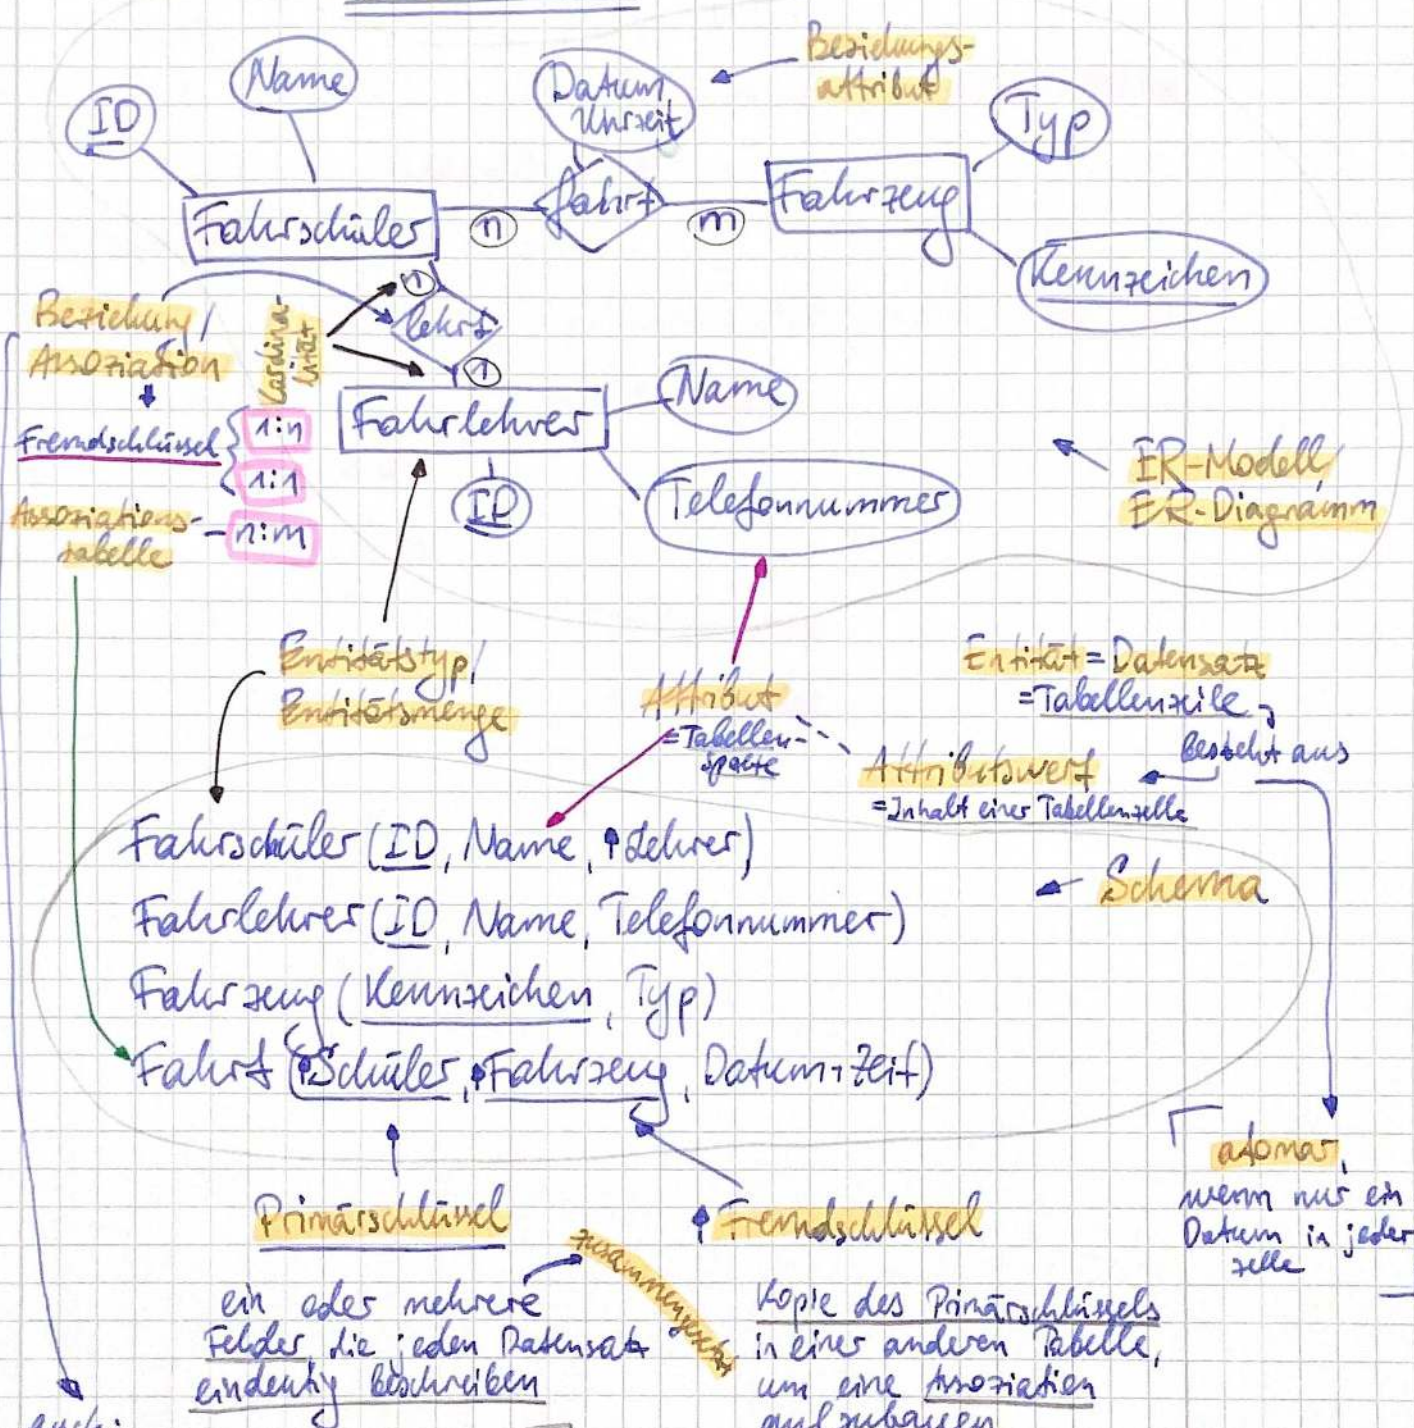 Beziehungs-
attribut
Name
Datum
Uhrzeit
Typ
ID
Fahrschüler
n
fährt
m
Fahrzeug
Kennzeichen
1
lehrt
1
Beziehung/
Assoziation
Kardina-
lität
Fahrlehrer
Name
ID
Telefonnummer
Fremdschlüssel
1:n
1:1
Assoziations-
tabelle
n:m
ER-Modell/
ER-Diagramm
Entitätstyp/
Entitätsmenge
Attribut
=Tabellen-
spalte
Entität=Datensatz
=Tabellenzeile
besteht aus
Attributswert
=Inhalt einer Tabellenzelle
Fahrschüler (ID, Name, ↑Lehrer)
Fahrlehrer (ID, Name, Telefonnummer)
Schema
Fahrzeug (Kennzeichen, Typ)
Fahrt (↑Schüler, ↑Fahrzeug, Datum+Zeit)
atomar,
wenn nur ein
Datum in jeder
Zelle
Primärschlüssel
ein oder mehrere
Felder, die jeden Datensatz
eindeutig beschreiben
zusammengesetzt
↑ Fremdschlüssel
Kopie des Primärschlüssels
in einer anderen Tabelle,
um eine Assoziation
aufzubauen
auch: